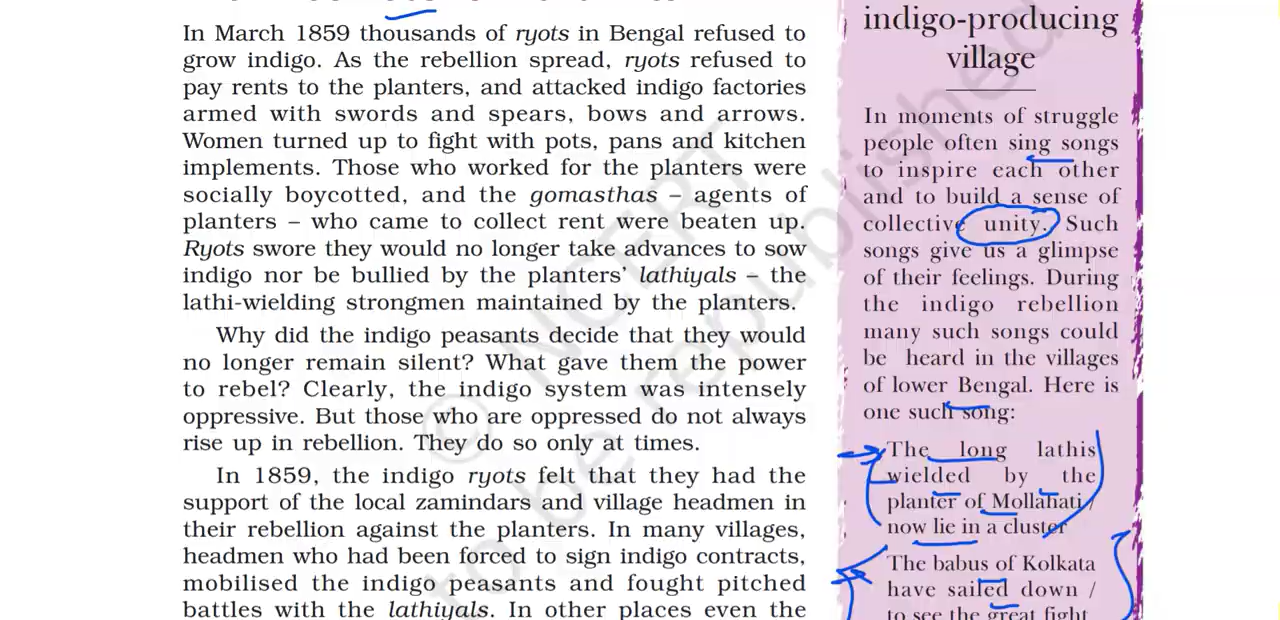 In March 1859 thousands of ryots in Bengal refused to
grow indigo. As the rebellion spread, ryots refused to
pay rents to the planters, and attacked indigo factories
armed with swords and spears, bows and arrows.
Women turned up to fight with pots, pans and kitchen
implements. Those who worked for the planters were
socially boycotted, and the gomasthas – agents of
planters – who came to collect rent were beaten up.
Ryots swore they would no longer take advances to sow
indigo nor be bullied by the planters’ lathiyals – the
lathi-wielding strongmen maintained by the planters.
Why did the indigo peasants decide that they would
no longer remain silent? What gave them the power
to rebel? Clearly, the indigo system was intensely
oppressive. But those who are oppressed do not always
rise up in rebellion. They do so only at times.
In 1859, the indigo ryots felt that they had the
support of the local zamindars and village headmen in
their rebellion against the planters. In many villages,
headmen who had been forced to sign indigo contracts,
mobilised the indigo peasants and fought pitched
battles with the lathiyals. In other places even the
indigo-producing
village
In moments of struggle
people often sing songs
to inspire each other
and to build a sense of
collective unity. Such
songs give us a glimpse
of their feelings. During
the indigo rebellion
many such songs could
be heard in the villages
of lower Bengal. Here is
one such song:
The long lathis
wielded by the
planter of Mollahati /
now lie in a cluster
The babus of Kolkata
have sailed down /
to see the great fight
© NCERT
to be republished